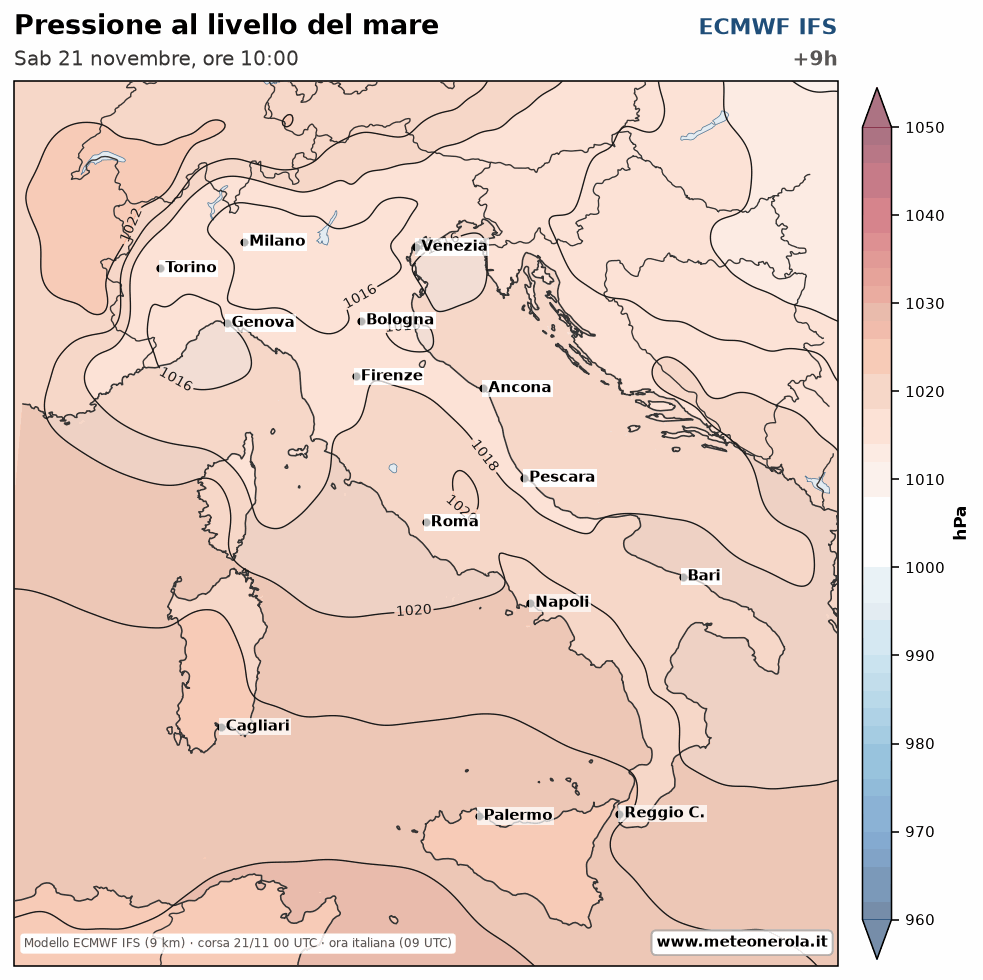 Pressione al livello del mare
ECMWF IFS
Sab 21 novembre, ore 10:00
+9h
1022
Milano
Venezia
Torino
1016
Genova
Bologna
1016
Firenze
Ancona
1018
Pescara
Roma
Bari
Napoli
1020
Cagliari
Palermo
Reggio C.
Modello ECMWF IFS (9 km) · corsa 21/11 00 UTC · ora italiana (09 UTC)
www.meteonerola.it
1050
1040
1030
1020
1010
1000
990
980
970
960
hPa